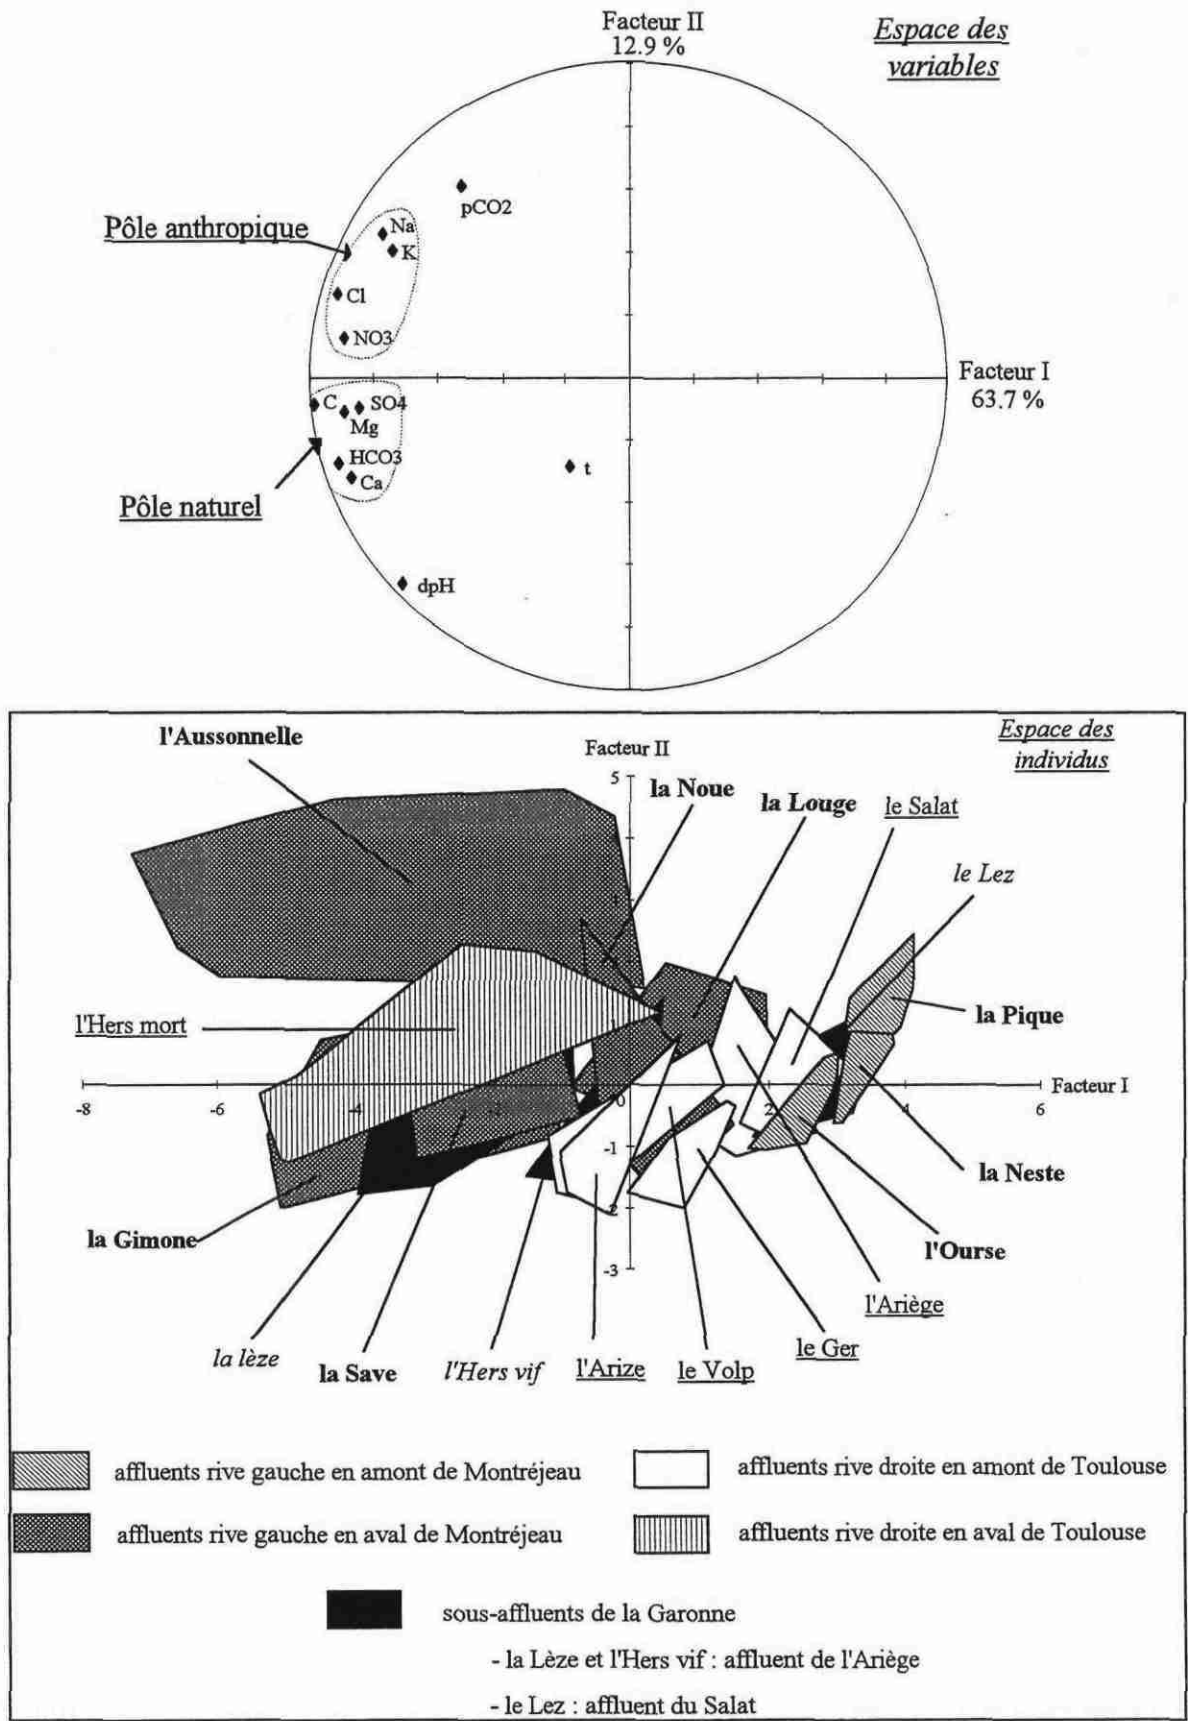 Facteur II
12.9 %
Espace des
variables
pCO2
Pôle anthropique
Na
K
Cl
NO3
Facteur I
63.7 %
C
SO4
Mg
HCO3
Ca
t
Pôle naturel
dpH
Espace des
individus
l'Aussonnelle
Facteur II
5
la Noue
la Louge
le Salat
le Lez
l'Hers mort
la Pique
-8
-4
-2
0
2
4
6
Facteur I
-1
2
-3
la Neste
la Gimone
l'Ourse
l'Ariège
la lèze
la Save
l'Hers vif
l'Arize
le Volp
le Ger
affluents rive gauche en amont de Montréjeau
affluents rive droite en amont de Toulouse
affluents rive gauche en aval de Montréjeau
affluents rive droite en aval de Toulouse
sous-affluents de la Garonne
- la Lèze et l'Hers vif : affluent de l'Ariège
- le Lez : affluent du Salat